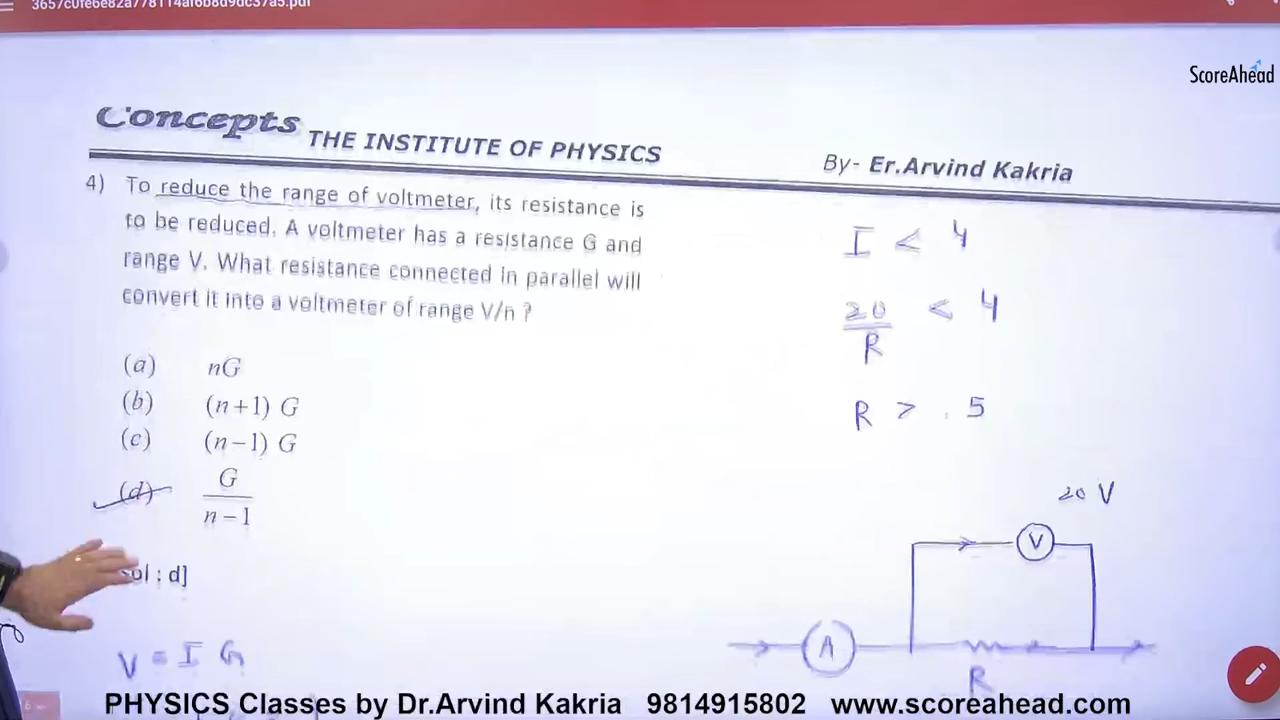 3657c0fe6e82a778114af6b8d9dc37a5.pdf
ScoreAhead
Concepts THE INSTITUTE OF PHYSICS
By- Er.Arvind Kakria
4) To reduce the range of voltmeter, its resistance is
to be reduced. A voltmeter has a resistance G and
range V. What resistance connected in parallel will
convert it into a voltmeter of range V/n ?
(a) nG
(b) (n+1) G
(c) (n−1) G
(d) G
n−1
ol : d]
V = I G
I < 4
20 < 4
R
R > . 5
20 V
V
A
R
PHYSICS Classes by Dr.Arvind Kakria 9814915802 www.scoreahead.com